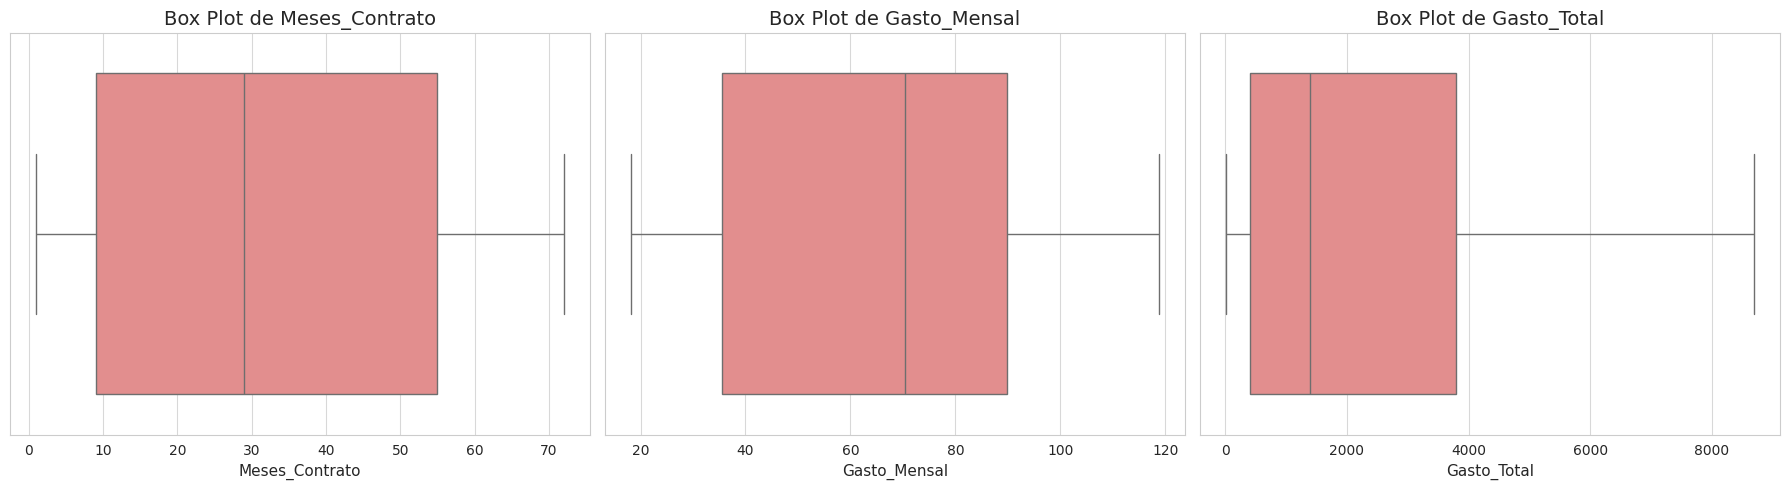 Box Plot de Meses_Contrato
0 10 20 30 40 50 60 70
Meses_Contrato
Box Plot de Gasto_Mensal
20 40 60 80 100 120
Gasto_Mensal
Box Plot de Gasto_Total
0 2000 4000 6000 8000
Gasto_Total